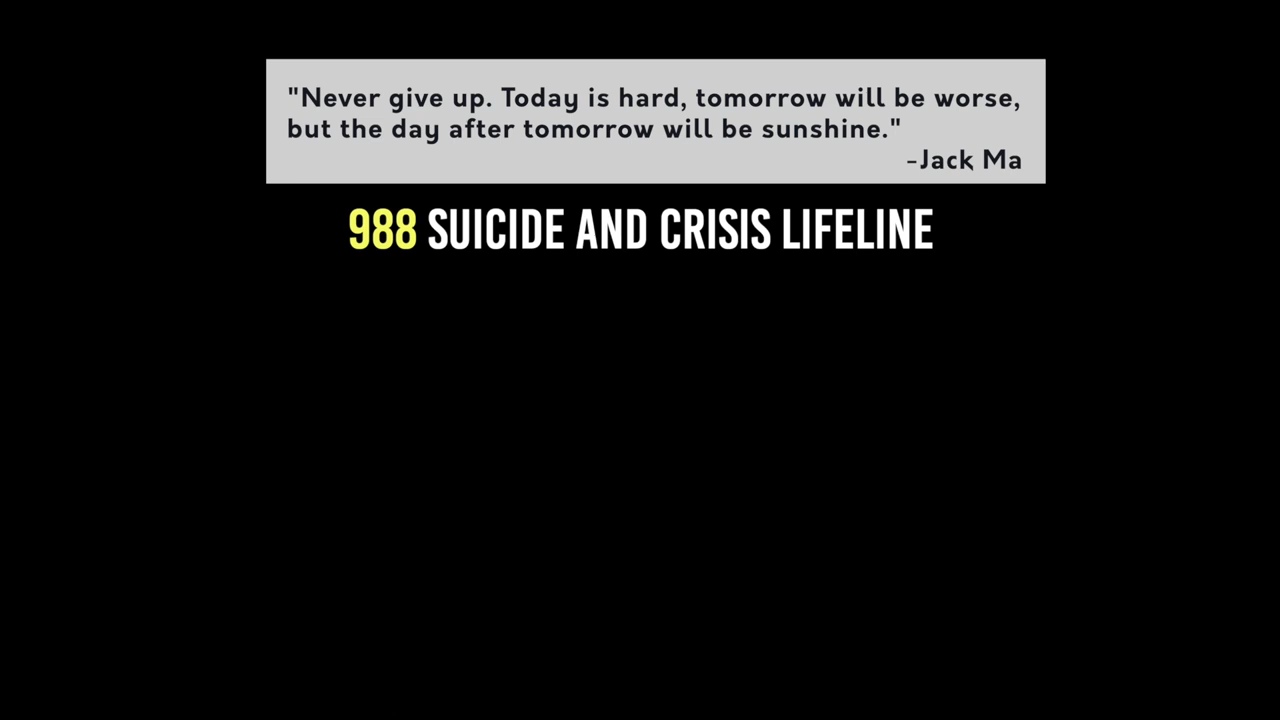 "Never give up. Today is hard, tomorrow will be worse,
but the day after tomorrow will be sunshine."
-Jack Ma
988 SUICIDE AND CRISIS LIFELINE